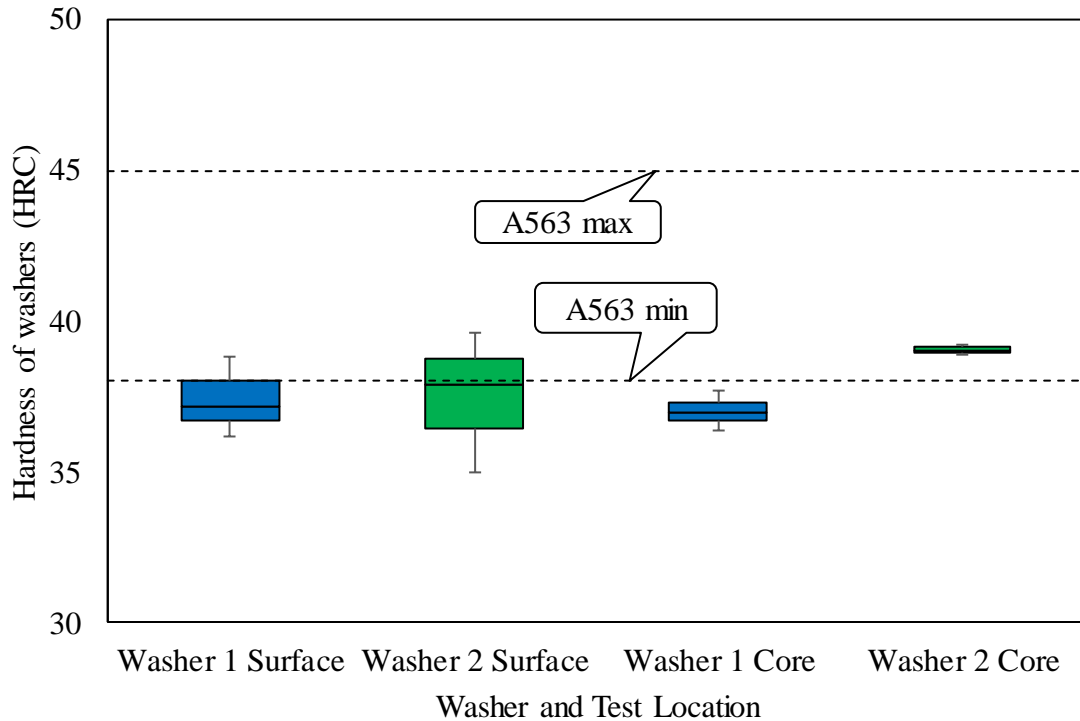 50
45
40
35
30
Hardness of washers (HRC)
A563 max
A563 min
Washer 1 Surface
Washer 2 Surface
Washer 1 Core
Washer 2 Core
Washer and Test Location